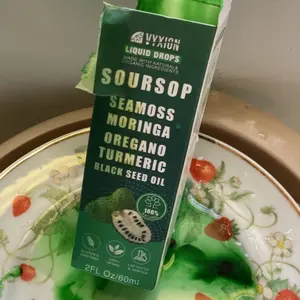 VYXION
LIQUID DROPS
MADE WITH NATURAL &
ORGANIC INGREDIENTS
SOURSOP
SEAMOSS
MORINGA
OREGANO
TURMERIC
BLACK SEED OIL
100%
2FL Oz/60ml